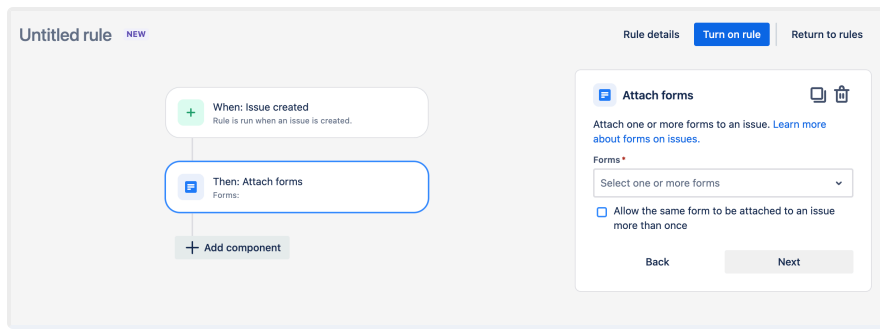 Untitled rule NEW
Rule details Turn on rule Return to rules
When: Issue created
Rule is run when an issue is created.
Then: Attach forms
Forms:
Add component
Attach forms
Attach one or more forms to an issue. Learn more
about forms on issues.
Forms*
Select one or more forms
Allow the same form to be attached to an issue
more than once
Back Next